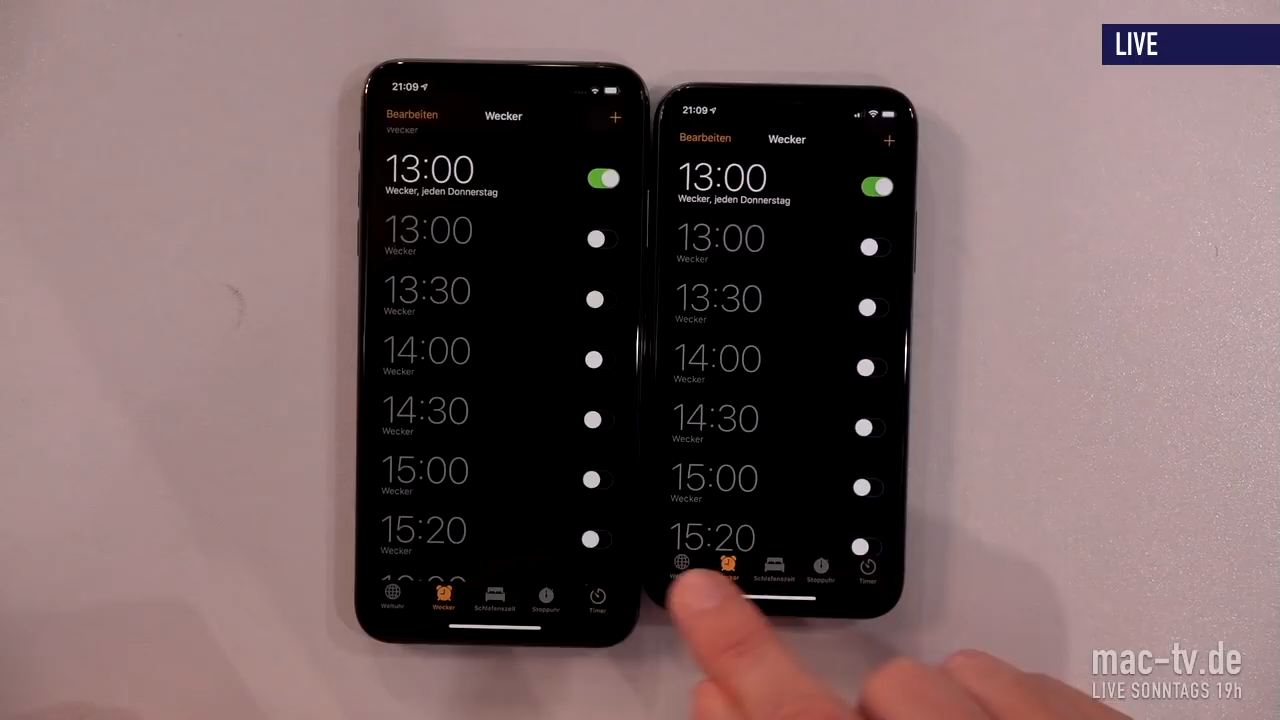 LIVE
21:09
Bearbeiten Wecker +
Wecker
13:00
Wecker, jeden Donnerstag
13:00
Wecker
13:30
Wecker
14:00
Wecker
14:30
Wecker
15:00
Wecker
15:20
Wecker
Weltuhr Wecker Schlafenszeit Stoppuhr Timer
21:09
Bearbeiten Wecker +
13:00
Wecker, jeden Donnerstag
13:00
Wecker
13:30
Wecker
14:00
Wecker
14:30
Wecker
15:00
Wecker
15:20
Schlafenszeit Stoppuhr Timer
mac-tv.de
LIVE SONNTAGS 19h